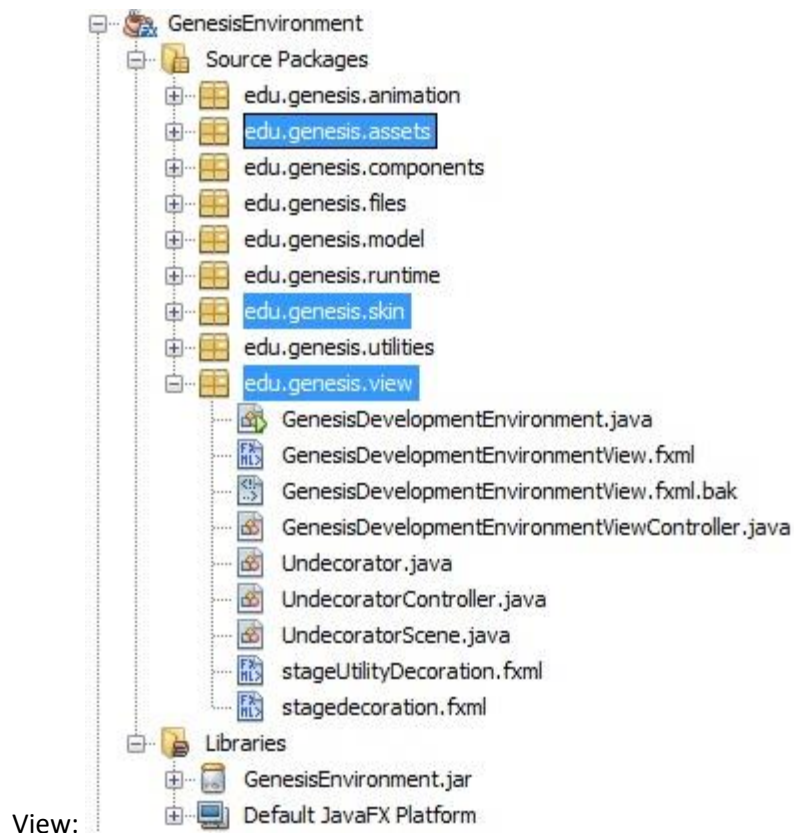 GenesisEnvironment
Source Packages
edu.genesis.animation
edu.genesis.assets
edu.genesis.components
edu.genesis.files
edu.genesis.model
edu.genesis.runtime
edu.genesis.skin
edu.genesis.utilities
edu.genesis.view
GenesisDevelopmentEnvironment.java
GenesisDevelopmentEnvironmentView.fxml
GenesisDevelopmentEnvironmentView.fxml.bak
GenesisDevelopmentEnvironmentViewController.java
Undecorator.java
UndecoratorController.java
UndecoratorScene.java
stageUtilityDecoration.fxml
stagedecoration.fxml
Libraries
GenesisEnvironment.jar
View: Default JavaFX Platform